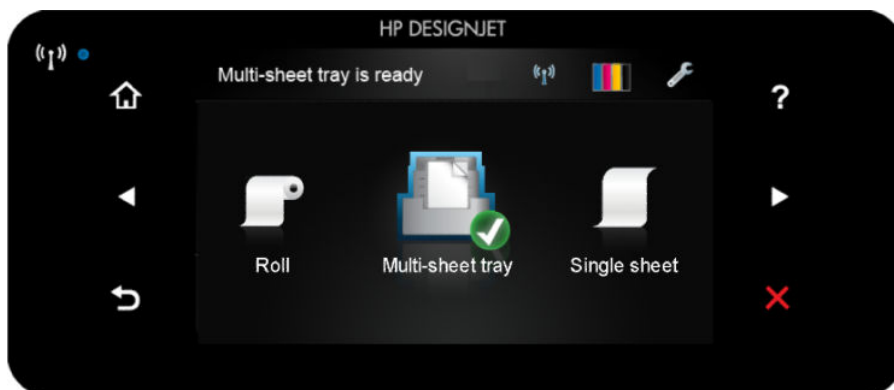 HP DESIGNJET
Multi-sheet tray is ready
?
Roll
Multi-sheet tray
Single sheet